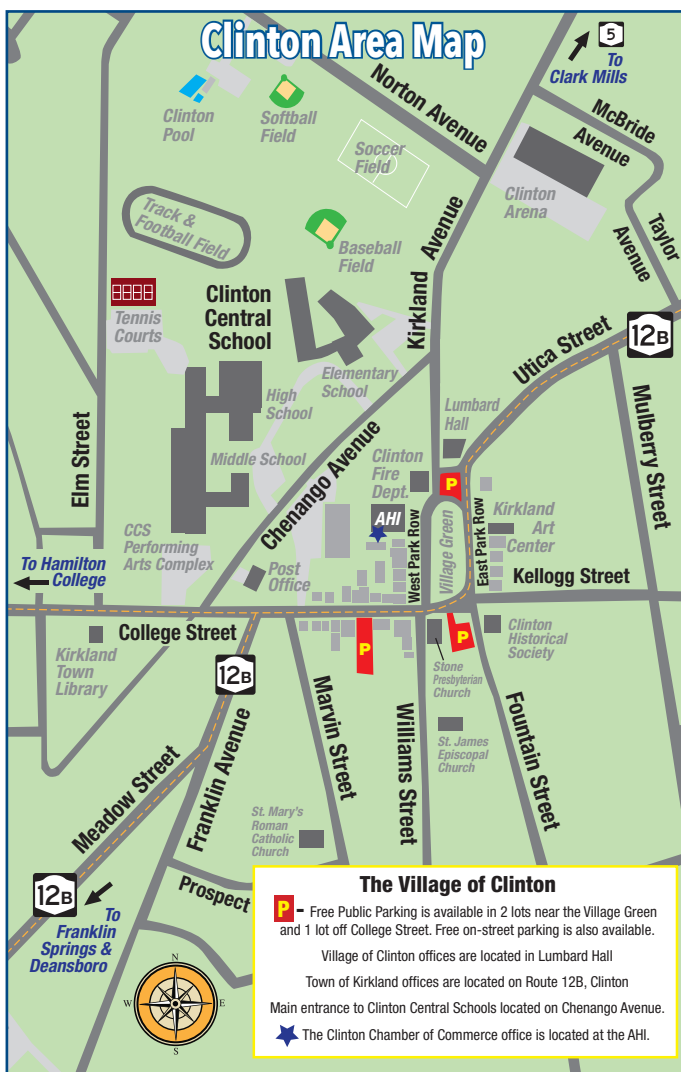 Clinton Area Map
5
To
Clark Mills
Norton Avenue
McBride
Avenue
Clinton
Pool
Softball
Field
Soccer
Field
Clinton
Arena
Taylor
Avenue
Track &
Football Field
Baseball
Field
Kirkland Avenue
Clinton
Central
School
Tennis
Courts
12B
Utica Street
Elementary
School
High
School
Lumbard
Hall
Mulberry Street
Elm Street
Middle School
Chenango Avenue
Clinton
Fire
Dept.
P
AHI
West Park Row
Village Green
East Park Row
Kirkland
Art
Center
CCS
Performing
Arts Complex
To Hamilton
College
Post
Office
Kellogg Street
College Street
Kirkland
Town
Library
12B
P
P
Clinton
Historical
Society
Stone
Presbyterian
Church
Marvin Street
Williams Street
Fountain Street
St. James
Episcopal
Church
Meadow Street
Franklin Avenue
St. Mary's
Roman
Catholic
Church
12B
Prospect
To
Franklin
Springs &
Deansboro
N
W
E
S
The Village of Clinton
P - Free Public Parking is available in 2 lots near the Village Green
and 1 lot off College Street. Free on-street parking is also available.
Village of Clinton offices are located in Lumbard Hall
Town of Kirkland offices are located on Route 12B, Clinton
Main entrance to Clinton Central Schools located on Chenango Avenue.
The Clinton Chamber of Commerce office is located at the AHI.